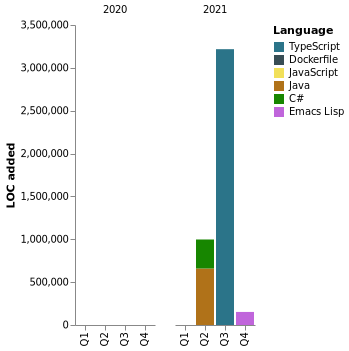 2020 2021
Language
TypeScript
Dockerfile
JavaScript
Java
C#
Emacs Lisp
LOC added
3,500,000
3,000,000
2,500,000
2,000,000
1,500,000
1,000,000
500,000
0
Q1 Q2 Q3 Q4 Q1 Q2 Q3 Q4